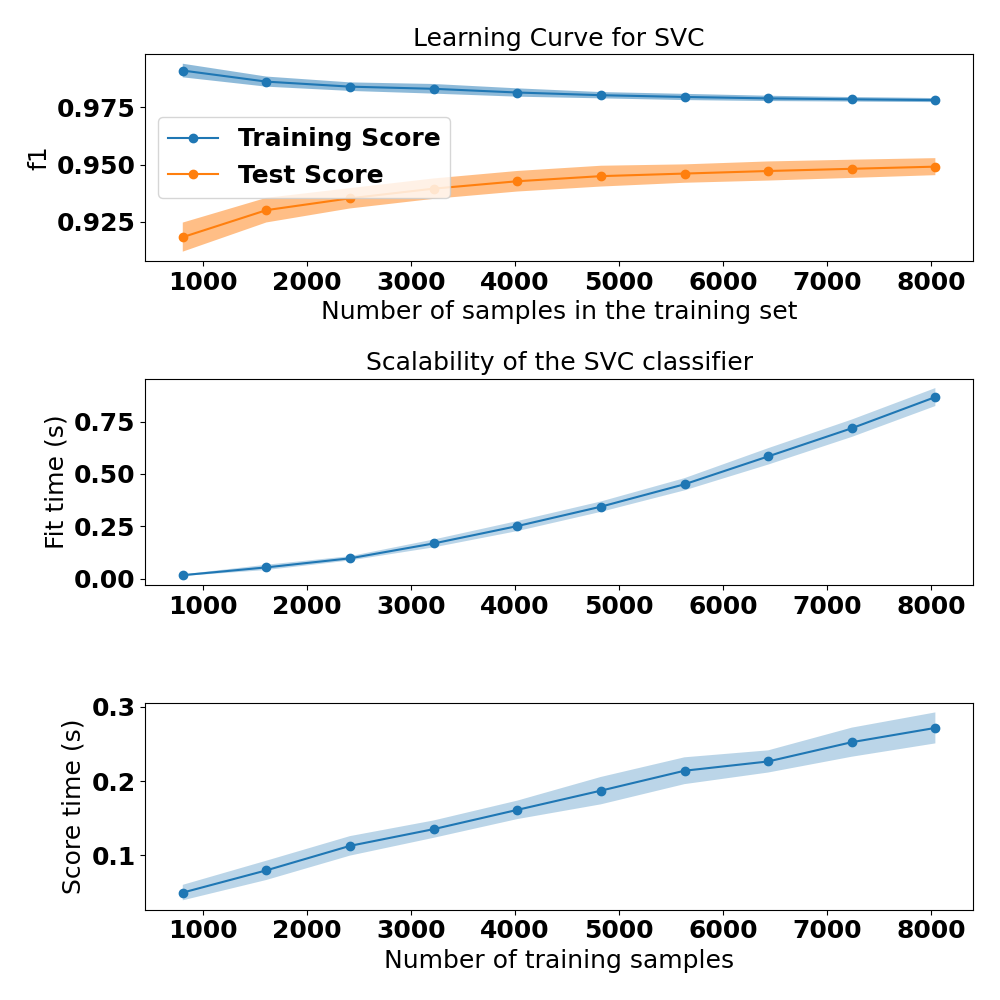 Learning Curve for SVC
f1
0.975
0.950
0.925
Training Score
Test Score
1000 2000 3000 4000 5000 6000 7000 8000
Number of samples in the training set
Scalability of the SVC classifier
Fit time (s)
0.75
0.50
0.25
0.00
1000 2000 3000 4000 5000 6000 7000 8000
Score time (s)
0.3
0.2
0.1
1000 2000 3000 4000 5000 6000 7000 8000
Number of training samples